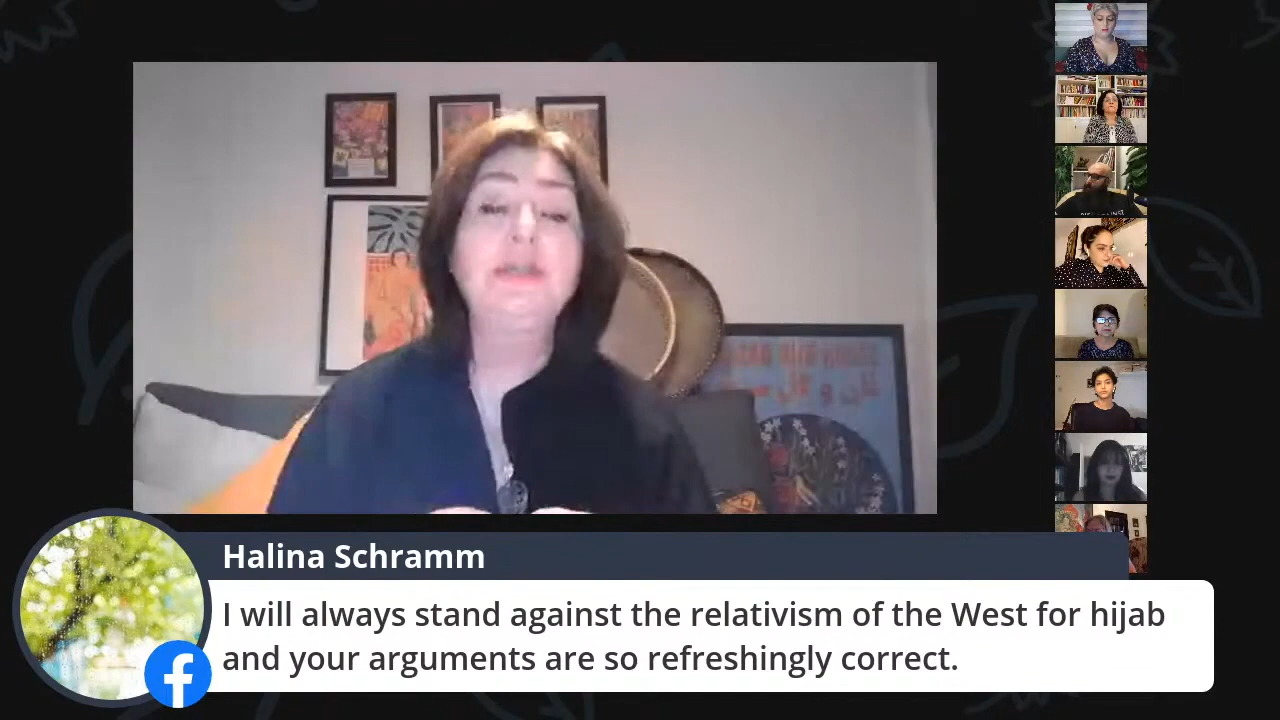 Halina Schramm
I will always stand against the relativism of the West for hijab
and your arguments are so refreshingly correct.